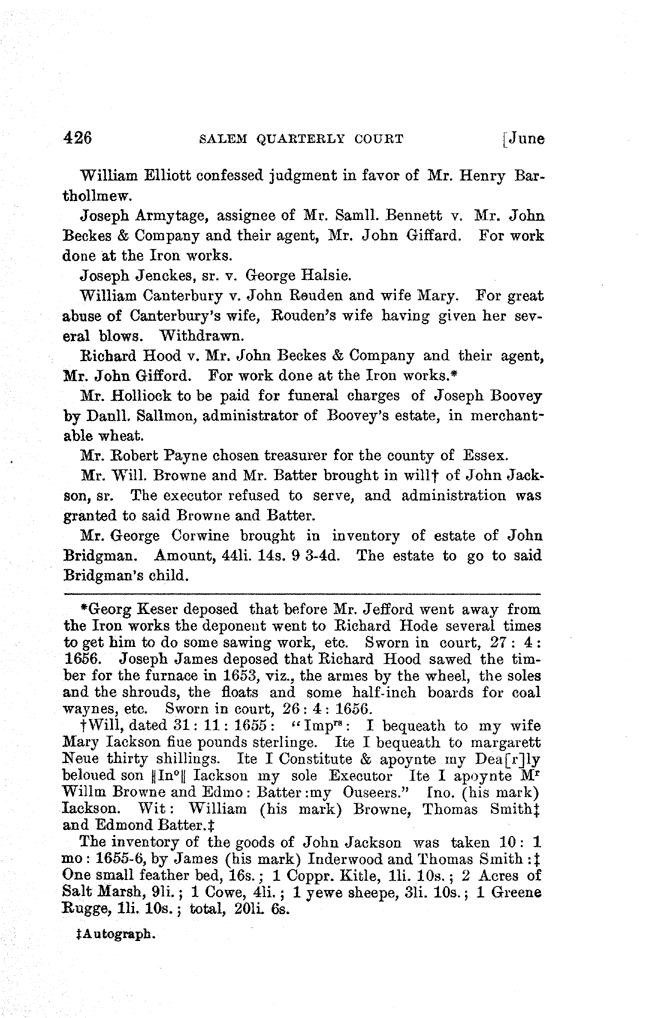 426 SALEM QUARTERLY COURT [June
William Elliott confessed judgment in favor of Mr. Henry Bar-
thollmew.
Joseph Armytage, assignee of Mr. Samll. Bennett v. Mr. John
Beckes & Company and their agent, Mr. John Giffard. For work
done at the Iron works.
Joseph Jenckes, sr. v. George Halsie.
William Canterbury v. John Reuden and wife Mary. For great
abuse of Canterbury's wife, Rouden's wife having given her sev-
eral blows. Withdrawn.
Richard Hood v. Mr. John Beckes & Company and their agent,
Mr. John Gifford. For work done at the Iron works.*
Mr. Holliock to be paid for funeral charges of Joseph Boovey
by Danll. Sallmon, administrator of Boovey's estate, in merchant-
able wheat.
Mr. Robert Payne chosen treasurer for the county of Essex.
Mr. Will. Browne and Mr. Batter brought in will† of John Jack-
son, sr. The executor refused to serve, and administration was
granted to said Browne and Batter.
Mr. George Corwine brought in inventory of estate of John
Bridgman. Amount, 44li. 14s. 9 3-4d. The estate to go to said
Bridgman's child.
*Georg Keser deposed that before Mr. Jefford went away from
the Iron works the deponent went to Richard Hode several times
to get him to do some sawing work, etc. Sworn in court, 27 : 4 :
1656. Joseph James deposed that Richard Hood sawed the tim-
ber for the furnace in 1653, viz., the armes by the wheel, the soles
and the shrouds, the floats and some half-inch boards for coal
waynes, etc. Sworn in court, 26 : 4 : 1656.
†Will, dated 31 : 11 : 1655 : "Imprs : I bequeath to my wife
Mary Iackson fiue pounds sterlinge. Ite I bequeath to margarett
Neue thirty shillings. Ite I Constitute & apoynte my Dea[r]ly
beloued son ‖Ino‖ Iackson my sole Executor Ite I apoynte Mr
Willm Browne and Edmo : Batter :my Ouseers." Ino. (his mark)
Iackson. Wit : William (his mark) Browne, Thomas Smith‡
and Edmond Batter.‡
The inventory of the goods of John Jackson was taken 10 : 1
mo : 1655-6, by James (his mark) Inderwood and Thomas Smith :‡
One small feather bed, 16s. ; 1 Coppr. Kitle, 1li. 10s. ; 2 Acres of
Salt Marsh, 9li. ; 1 Cowe, 4li. ; 1 yewe sheepe, 3li. 10s. ; 1 Greene
Rugge, 1li. 10s. ; total, 20li. 6s.
‡Autograph.